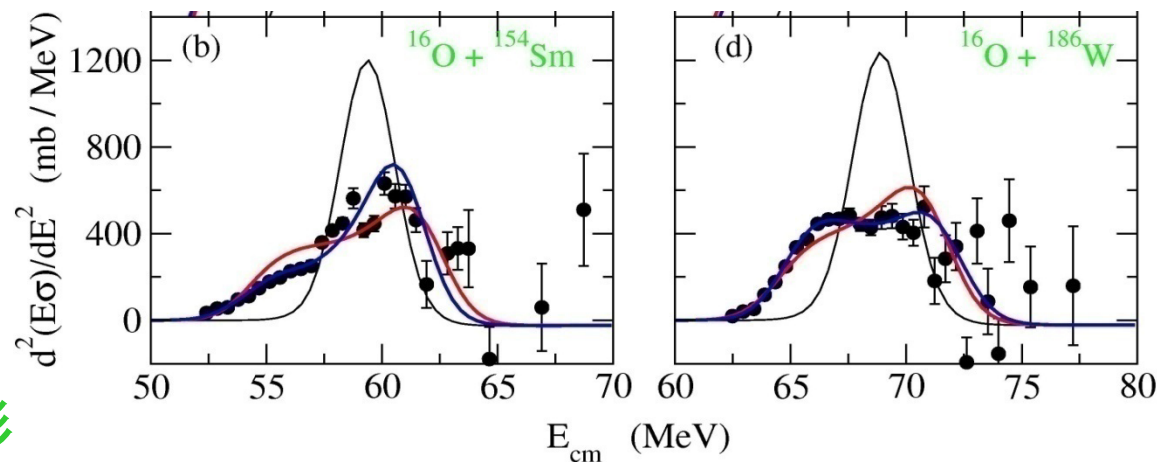 d²(Eσ)/dE² (mb / MeV)
(b) ¹⁶O + ¹⁵⁴Sm
(d) ¹⁶O + ¹⁸⁶W
1200
800
400
0
50 55 60 65 70
60 65 70 75 80
E_cm (MeV)